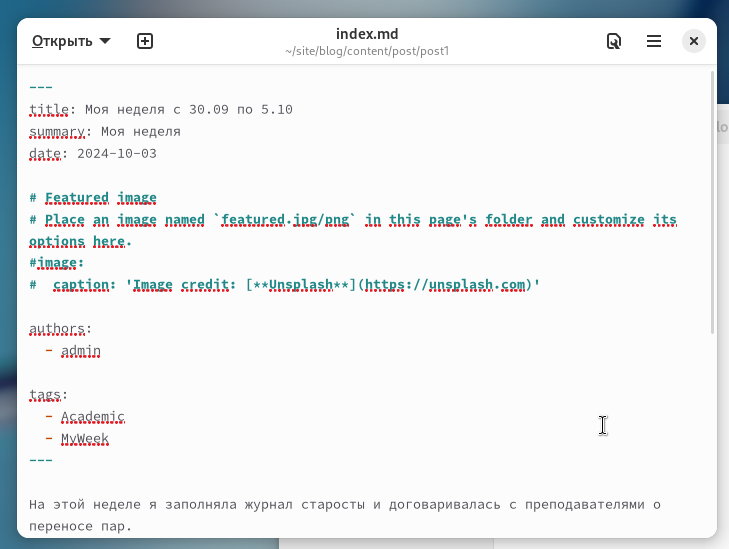 Открыть
index.md
~/site/blog/content/post/post1
---
title: Моя неделя с 30.09 по 5.10
summary: Моя неделя
date: 2024-10-03
# Featured image
# Place an image named `featured.jpg/png` in this page's folder and customize its
options here.
#image:
#  caption: 'Image credit: [**Unsplash**](https://unsplash.com)'
authors:
  - admin
tags:
  - Academic
  - MyWeek
---
На этой неделе я заполняла журнал старосты и договаривалась с преподавателями о
переносе пар.
lo